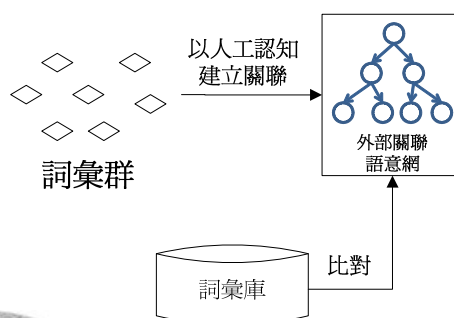 以人工認知
建立關聯
詞彙群
外部關聯
語意網
詞彙庫
比對